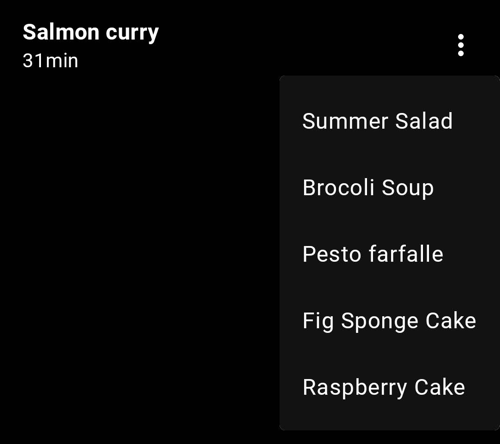 Salmon curry
31min
Summer Salad
Brocoli Soup
Pesto farfalle
Fig Sponge Cake
Raspberry Cake